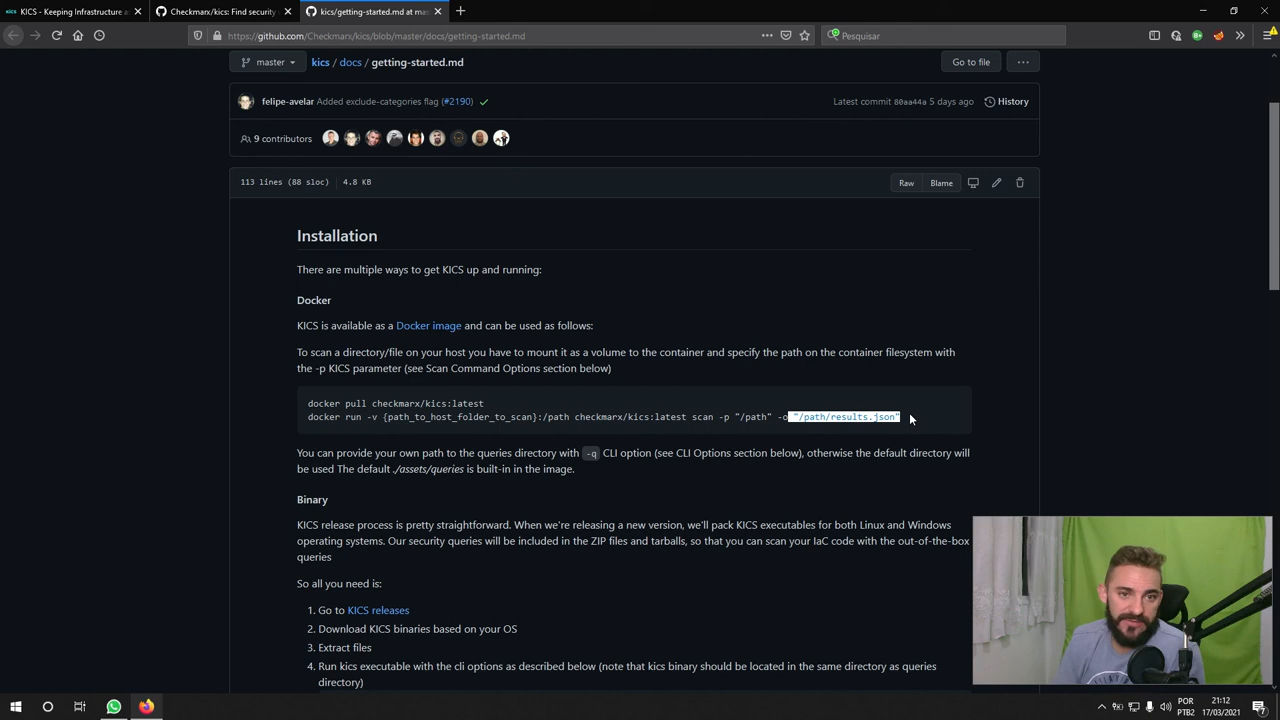 KICS - Keeping Infrastructure as
Checkmarx/kics: Find security
kics/getting-started.md at mas
https://github.com/Checkmarx/kics/blob/master/docs/getting-started.md
Pesquisar
master
kics / docs / getting-started.md
Go to file
felipe-avelar Added exclude-categories flag (#2190)
Latest commit 80aa44a 5 days ago
History
9 contributors
113 lines (88 sloc)
4.8 KB
Raw
Blame
Installation
There are multiple ways to get KICS up and running:
Docker
KICS is available as a Docker image and can be used as follows:
To scan a directory/file on your host you have to mount it as a volume to the container and specify the path on the container filesystem with
the -p KICS parameter (see Scan Command Options section below)
docker pull checkmarx/kics:latest
docker run -v {path_to_host_folder_to_scan}:/path checkmarx/kics:latest scan -p "/path" -o "/path/results.json"
You can provide your own path to the queries directory with -q CLI option (see CLI Options section below), otherwise the default directory will
be used The default ./assets/queries is built-in in the image.
Binary
KICS release process is pretty straightforward. When we're releasing a new version, we'll pack KICS executables for both Linux and Windows
operating systems. Our security queries will be included in the ZIP files and tarballs, so that you can scan your IaC code with the out-of-the-box
queries
So all you need is:
1. Go to KICS releases
2. Download KICS binaries based on your OS
3. Extract files
4. Run kics executable with the cli options as described below (note that kics binary should be located in the same directory as queries
directory)
POR
PTB2
21:12
17/03/2021